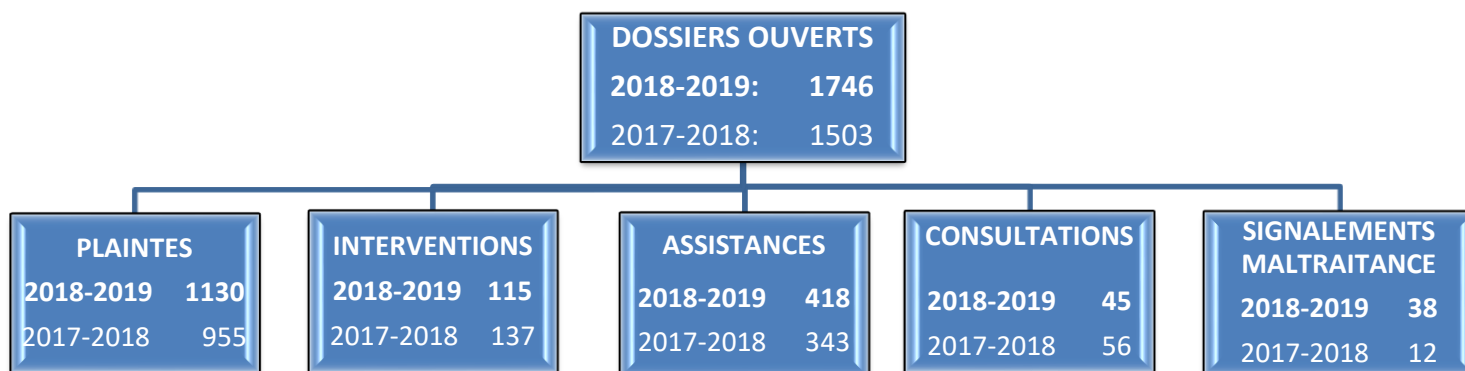 DOSSIERS OUVERTS
2018-2019: 1746
2017-2018: 1503
PLAINTES
2018-2019 1130
2017-2018 955
INTERVENTIONS
2018-2019 115
2017-2018 137
ASSISTANCES
2018-2019 418
2017-2018 343
CONSULTATIONS
2018-2019 45
2017-2018 56
SIGNALEMENTS
MALTRAITANCE
2018-2019 38
2017-2018 12